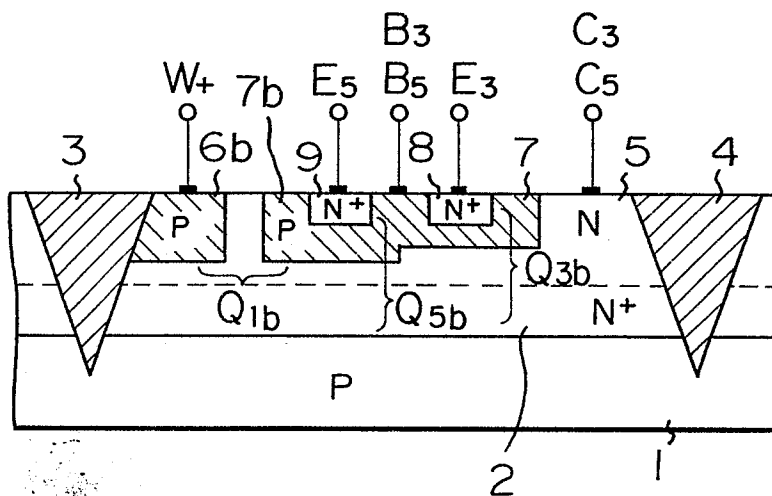 B3 C3
W+ E5 B5 E3 C5
3 6b 7b 9 8 7 5 4
P P N+ N+ N
Q1b Q5b Q3b N+
P
2 1